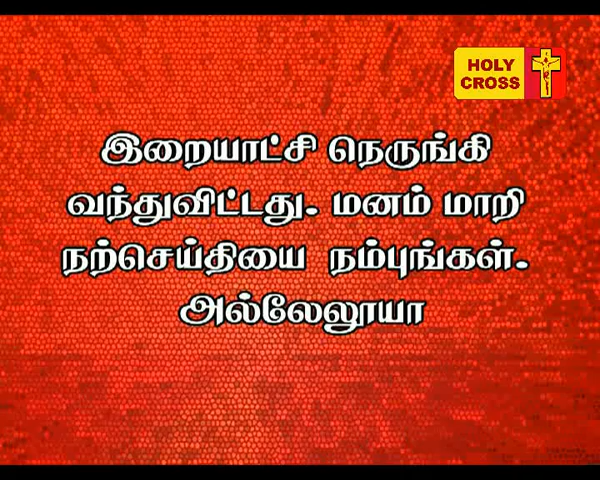 HOLY
CROSS
இறையாட்சி நெருங்கி
வந்துவிட்டது. மனம் மாறி
நற்செய்தியை நம்புங்கள்.
அல்லேலூயா